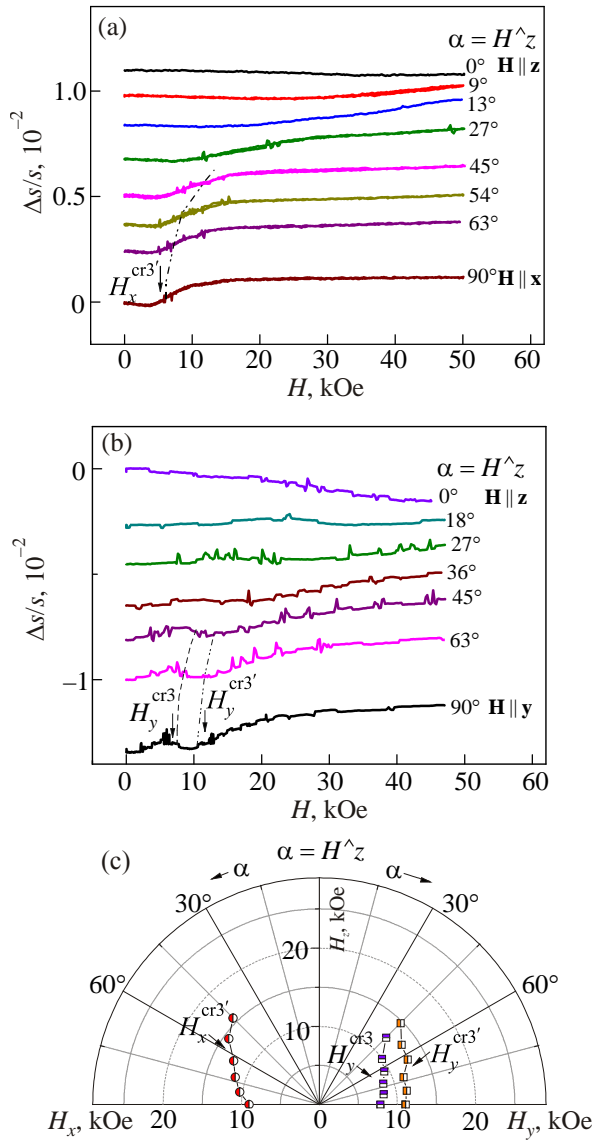 (a)
α = H^z
0° H || z
9°
13°
27°
45°
54°
63°
90° H || x
H_x^cr3′
1.0
0.5
0
Δs/s, 10⁻²
0 10 20 30 40 50 60
H, kOe
(b)
α = H^z
0° H || z
18°
27°
36°
45°
63°
90° H || y
H_y^cr3
H_y^cr3′
0
−1
Δs/s, 10⁻²
0 10 20 30 40 50 60
H, kOe
(c)
α = H^z
α
α
30°
30°
60°
60°
H_z, kOe
20
10
H_x^cr3′
H_y^cr3
H_y^cr3′
H_x, kOe 20 10 0 10 20 H_y, kOe